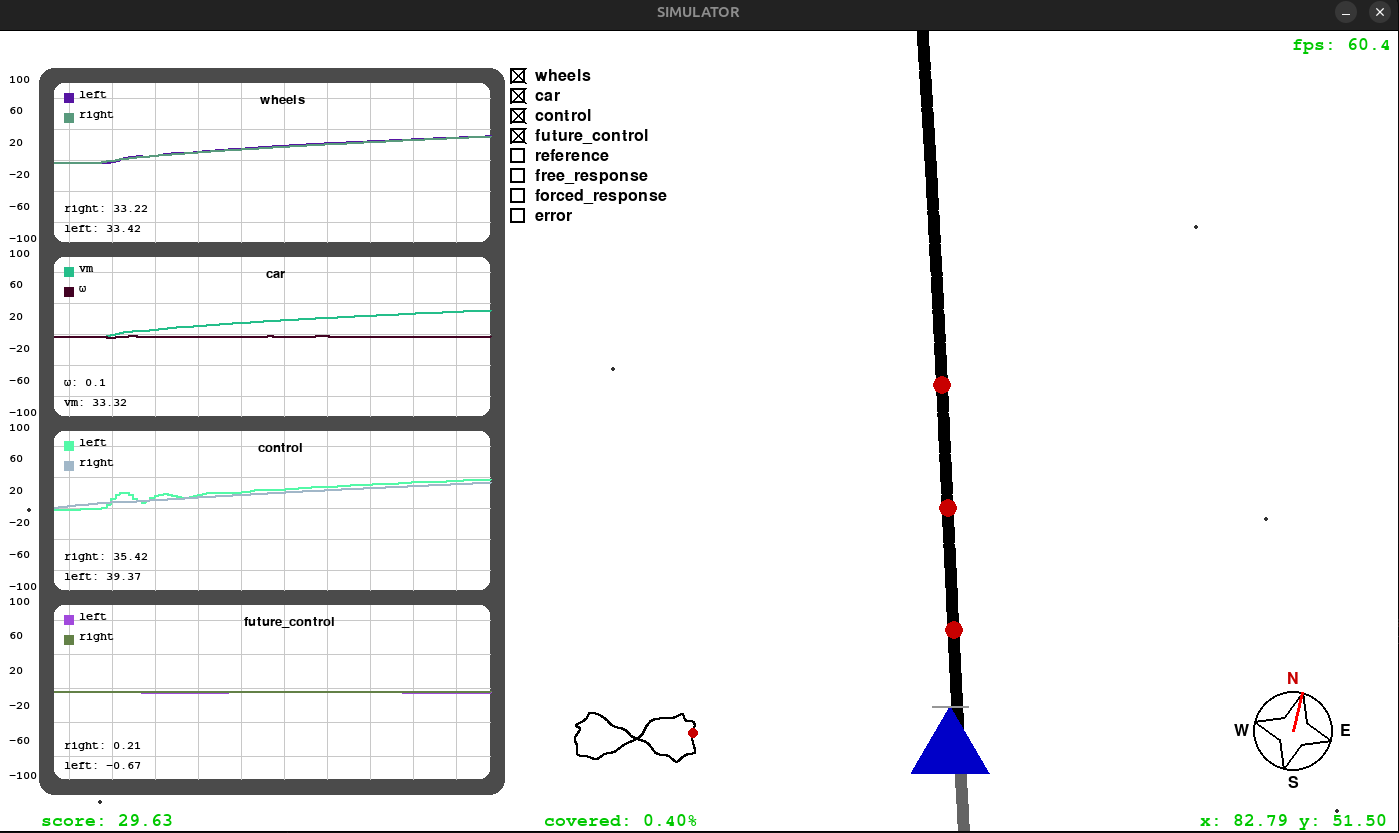 SIMULATOR
fps: 60.4
100
60
20
-20
-60
-100
left
right
wheels
right: 33.22
left: 33.42
100
60
20
-20
-60
-100
vm
ω
car
ω: 0.1
vm: 33.32
100
60
20
-20
-60
-100
left
right
control
right: 35.42
left: 39.37
100
60
20
-20
-60
-100
left
right
future_control
right: 0.21
left: -0.67
wheels
car
control
future_control
reference
free_response
forced_response
error
N
W E
S
score: 29.63
covered: 0.40%
x: 82.79 y: 51.50